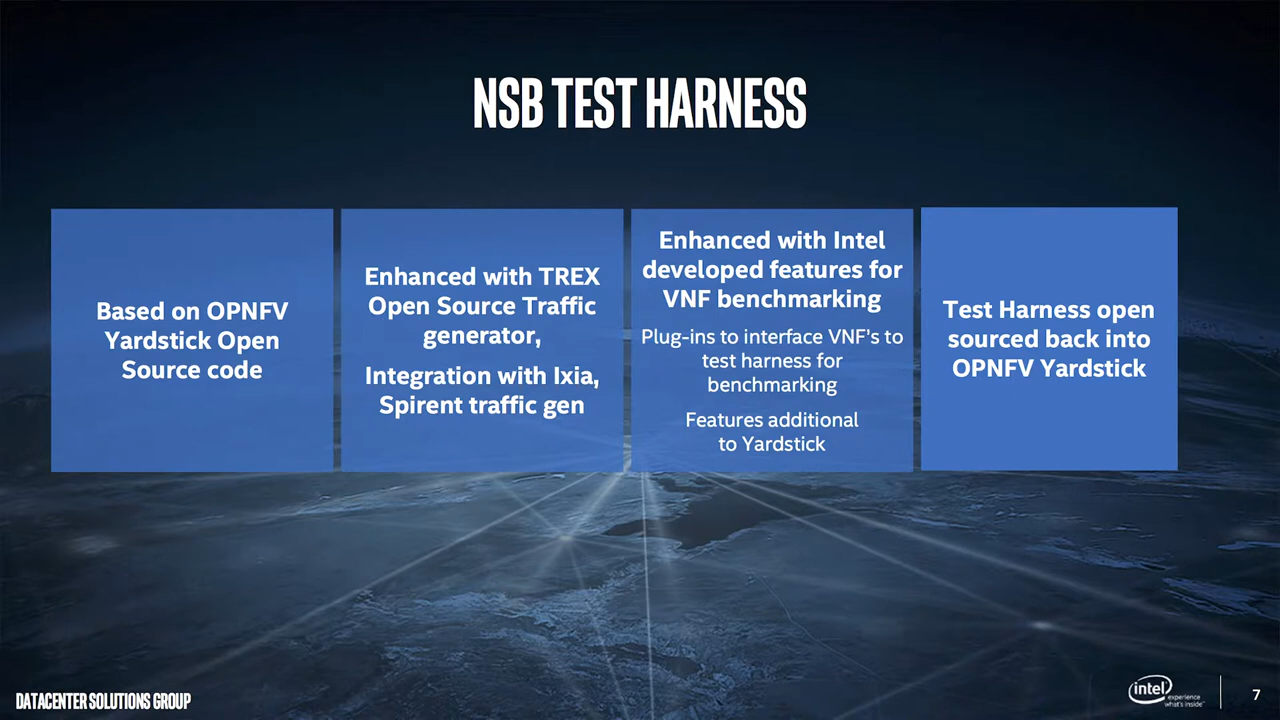 NSB TEST HARNESS
Based on OPNFV
Yardstick Open
Source code
Enhanced with TREX
Open Source Traffic
generator,
Integration with Ixia,
Spirent traffic gen
Enhanced with Intel
developed features for
VNF benchmarking
Plug-ins to interface VNF's to
test harness for
benchmarking
Features additional
to Yardstick
Test Harness open
sourced back into
OPNFV Yardstick
DATACENTER SOLUTIONS GROUP
intel
experience
what's inside™
7